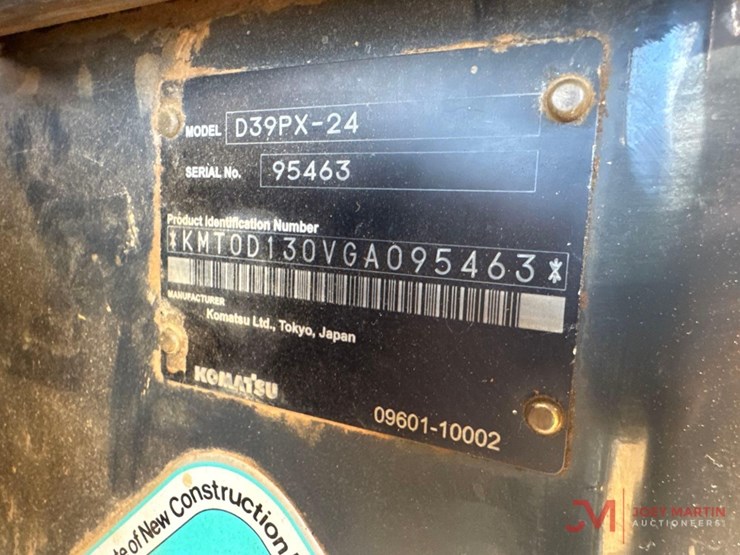 MODEL D39PX-24
SERIAL No. 95463
Product Identification Number
*KMT0D130VGA095463*
MANUFACTURER
Komatsu Ltd., Tokyo, Japan
KOMATSU
09601-10002
of New Construction
JM JOEY MARTIN
AUCTIONEERS